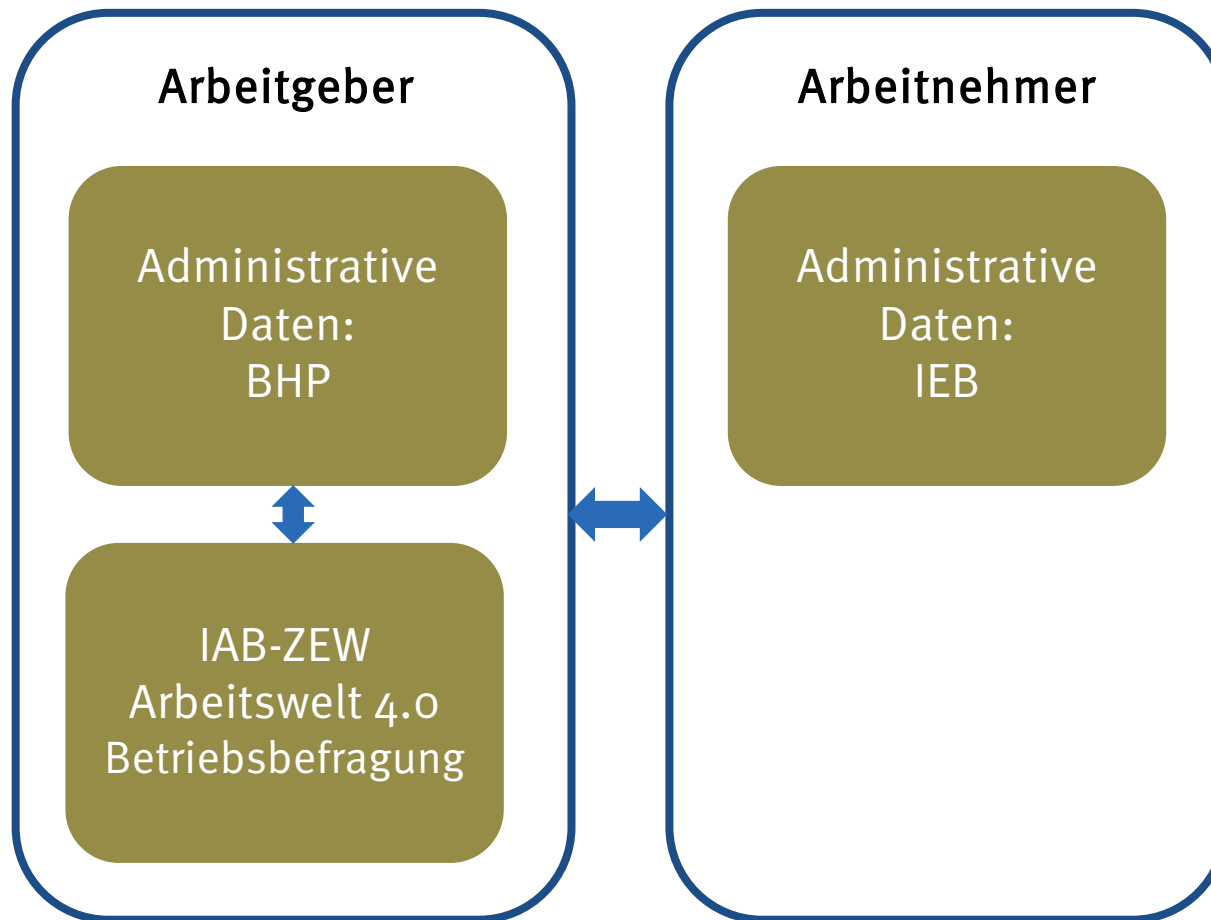 Arbeitgeber
Administrative
Daten:
BHP
IAB-ZEW
Arbeitswelt 4.0
Betriebsbefragung
Arbeitnehmer
Administrative
Daten:
IEB